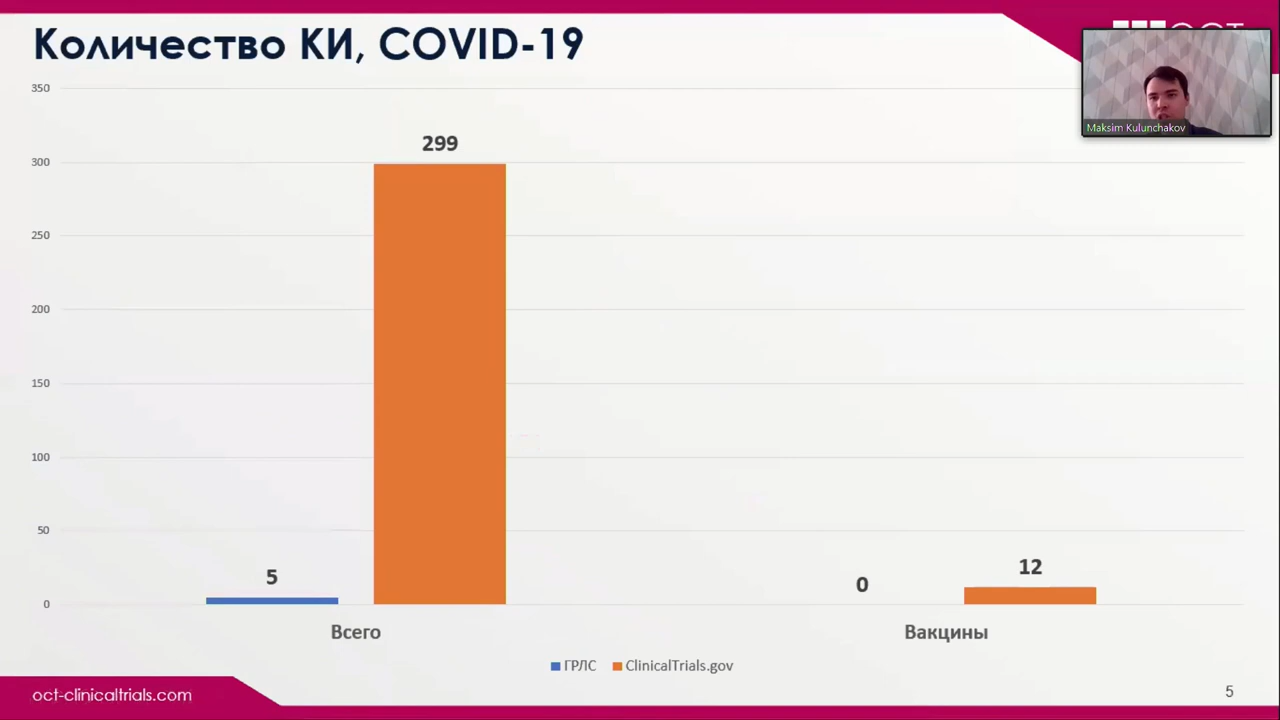 Количество КИ, COVID-19
Maksim Kulunchakov
350
300
250
200
150
100
50
0
299
5
12
0
Всего
Вакцины
ГРЛС
ClinicalTrials.gov
oct-clinicaltrials.com
5